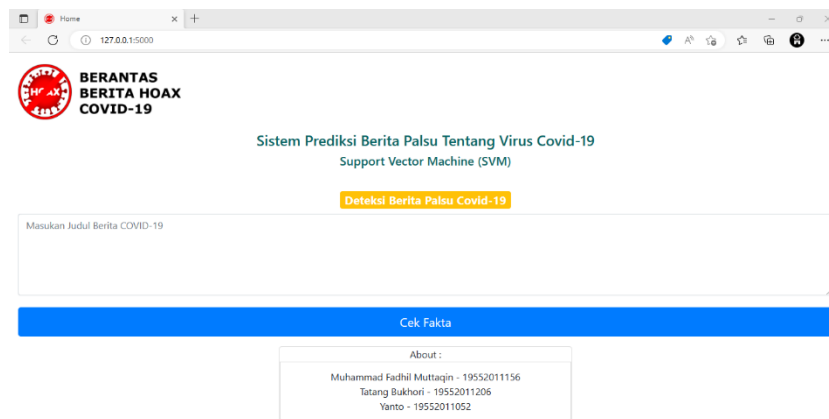 Home
127.0.0.1:5000
HOAX
BERANTAS
BERITA HOAX
COVID-19
Sistem Prediksi Berita Palsu Tentang Virus Covid-19
Support Vector Machine (SVM)
Deteksi Berita Palsu Covid-19
Masukan Judul Berita COVID-19
Cek Fakta
About :
Muhammad Fadhil Muttaqin - 19552011156
Tatang Bukhori - 19552011206
Yanto - 19552011052